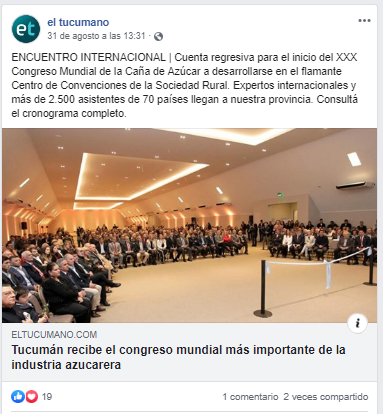 et
el tucumano
31 de agosto a las 13:31 ·
ENCUENTRO INTERNACIONAL | Cuenta regresiva para el inicio del XXX
Congreso Mundial de la Caña de Azúcar a desarrollarse en el flamante
Centro de Convenciones de la Sociedad Rural. Expertos internacionales y
más de 2.500 asistentes de 70 países llegan a nuestra provincia. Consultá
el cronograma completo.
i
ELTUCUMANO.COM
Tucumán recibe el congreso mundial más importante de la
industria azucarera
19
1 comentario 2 veces compartido